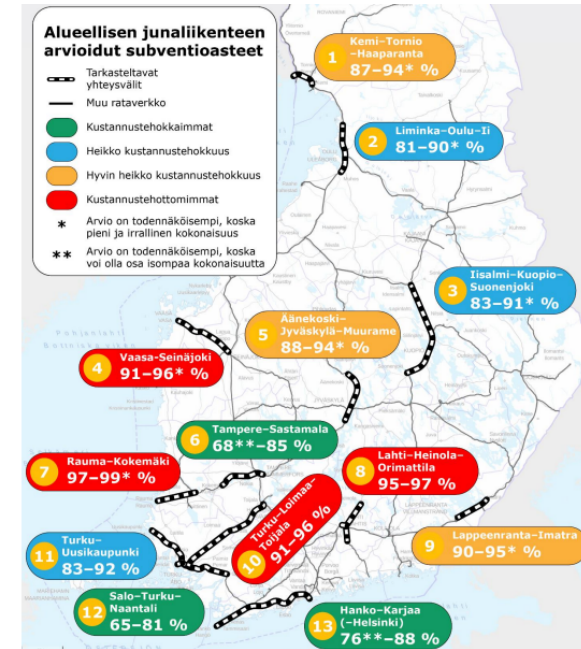 Alueellisen junaliikenteen
arvioidut subventioasteet
Tarkasteltavat
yhteysvälit
Muu rataverkko
Kustannustehokkaimmat
Heikko kustannustehokkuus
Hyvin heikko kustannustehokkuus
Kustannustehottomimmat
* Arvio on todennäköisempi, koska
pieni ja irrallinen kokonaisuus
** Arvio on todennäköisempi, koska
voi olla osa isompaa kokonaisuutta
1
Kemi–Tornio
–Haaparanta
87–94* %
2
Liminka–Oulu–Ii
81–90* %
3
Iisalmi–Kuopio–
Suonenjoki
83–91* %
5
Äänekoski–
Jyväskylä–Muurame
88–94* %
4
Vaasa–Seinäjoki
91–96* %
6
Tampere–Sastamala
68**–85 %
7
Rauma–Kokemäki
97–99* %
8
Lahti–Heinola–
Orimattila
95–97 %
9
Lappeenranta–Imatra
90–95* %
10
Turku–Loimaa–
Toijala
91–96 %
11
Turku–
Uusikaupunki
83–92 %
12
Salo–Turku–
Naantali
65–81 %
13
Hanko–Karjaa
(–Helsinki)
76**–88 %